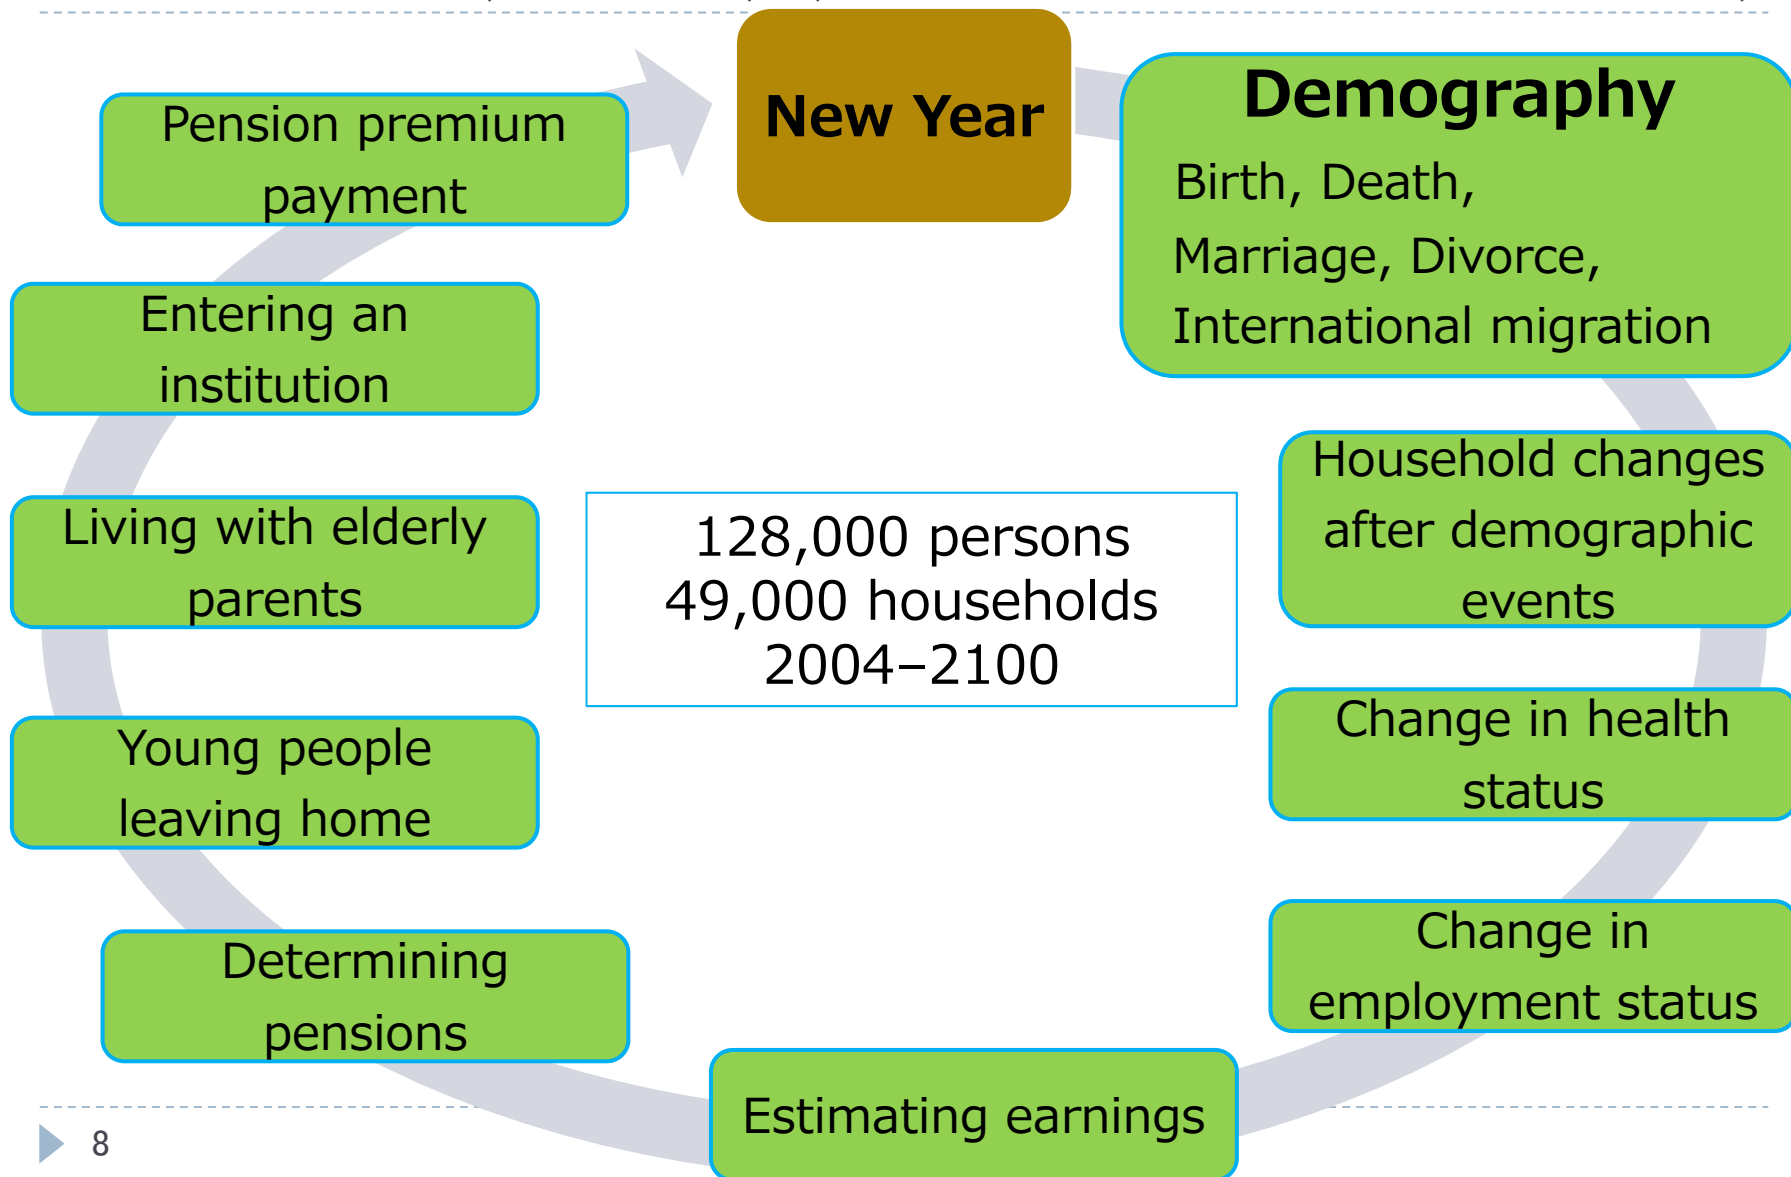 New Year
Demography
Birth, Death,
Marriage, Divorce,
International migration
Household changes
after demographic
events
Change in health
status
Change in
employment status
Estimating earnings
Determining
pensions
Young people
leaving home
Living with elderly
parents
Entering an
institution
Pension premium
payment
128,000 persons
49,000 households
2004–2100
8